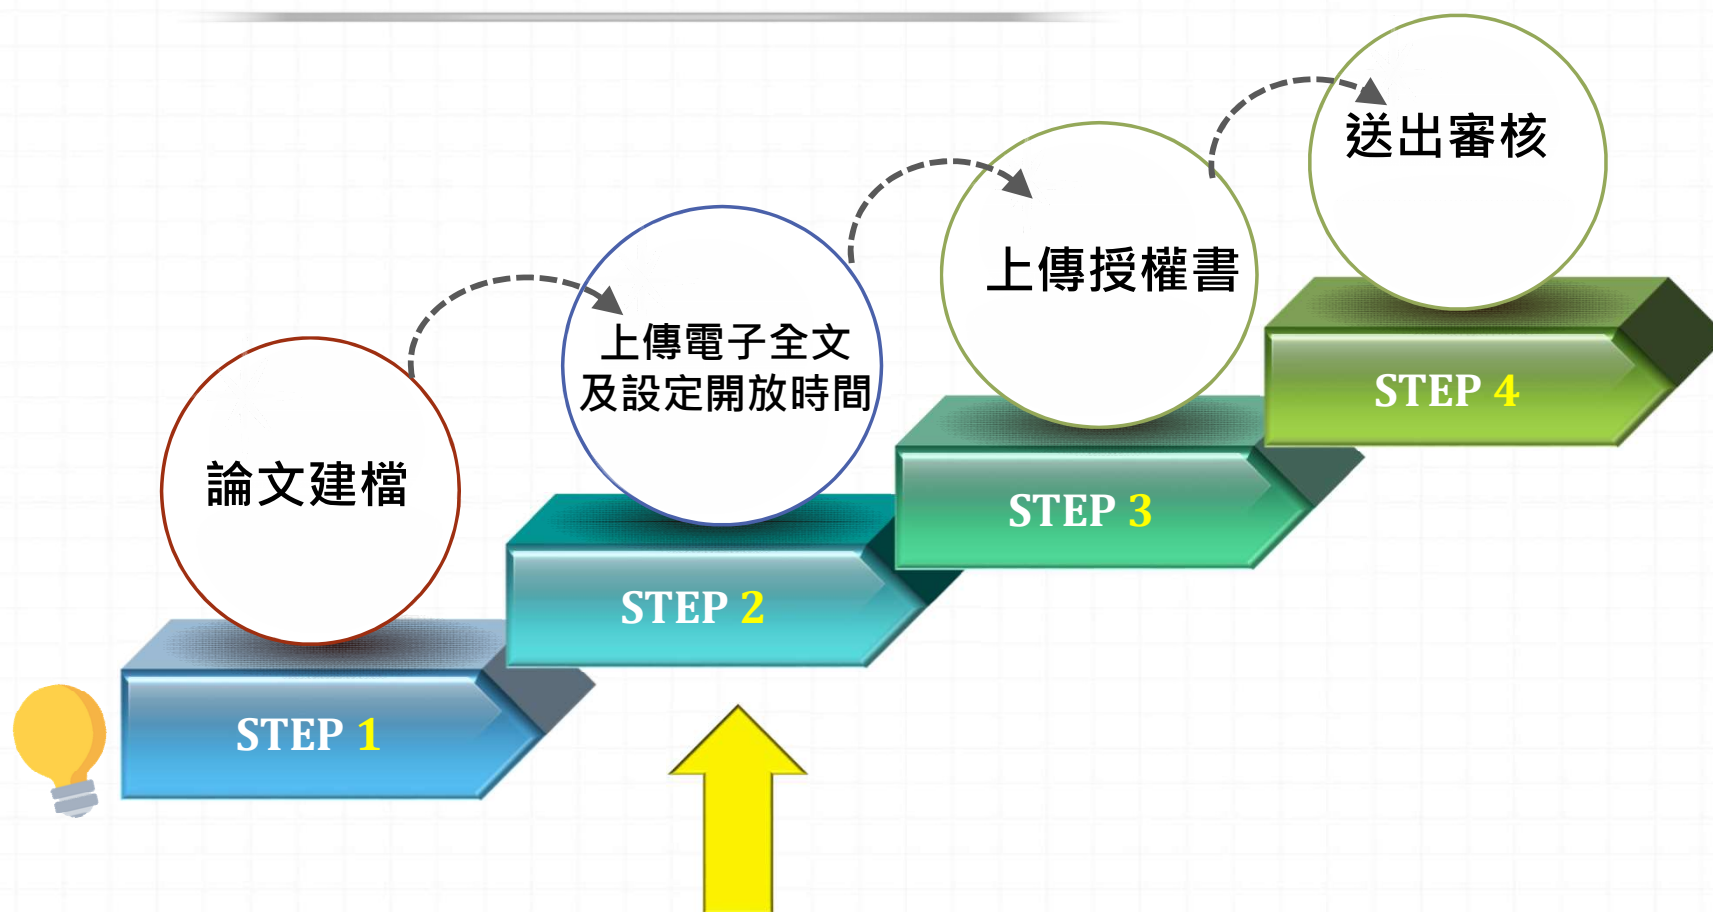 論文建檔
STEP 1
上傳電子全文
及設定開放時間
STEP 2
上傳授權書
STEP 3
送出審核
STEP 4